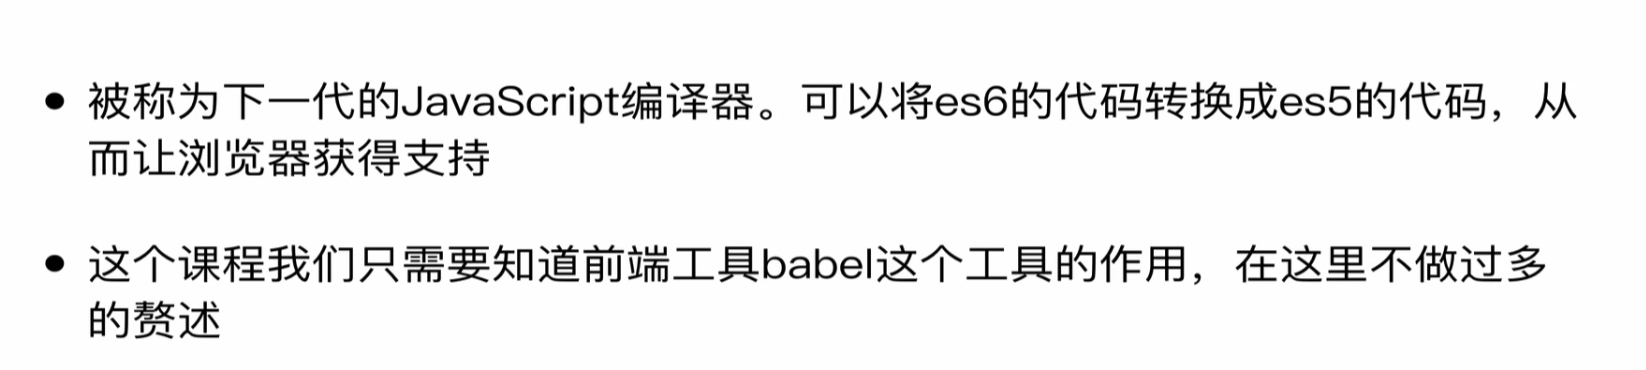 • 被称为下一代的JavaScript编译器。可以将es6的代码转换成es5的代码，从
而让浏览器获得支持
• 这个课程我们只需要知道前端工具babel这个工具的作用，在这里不做过多
的赘述